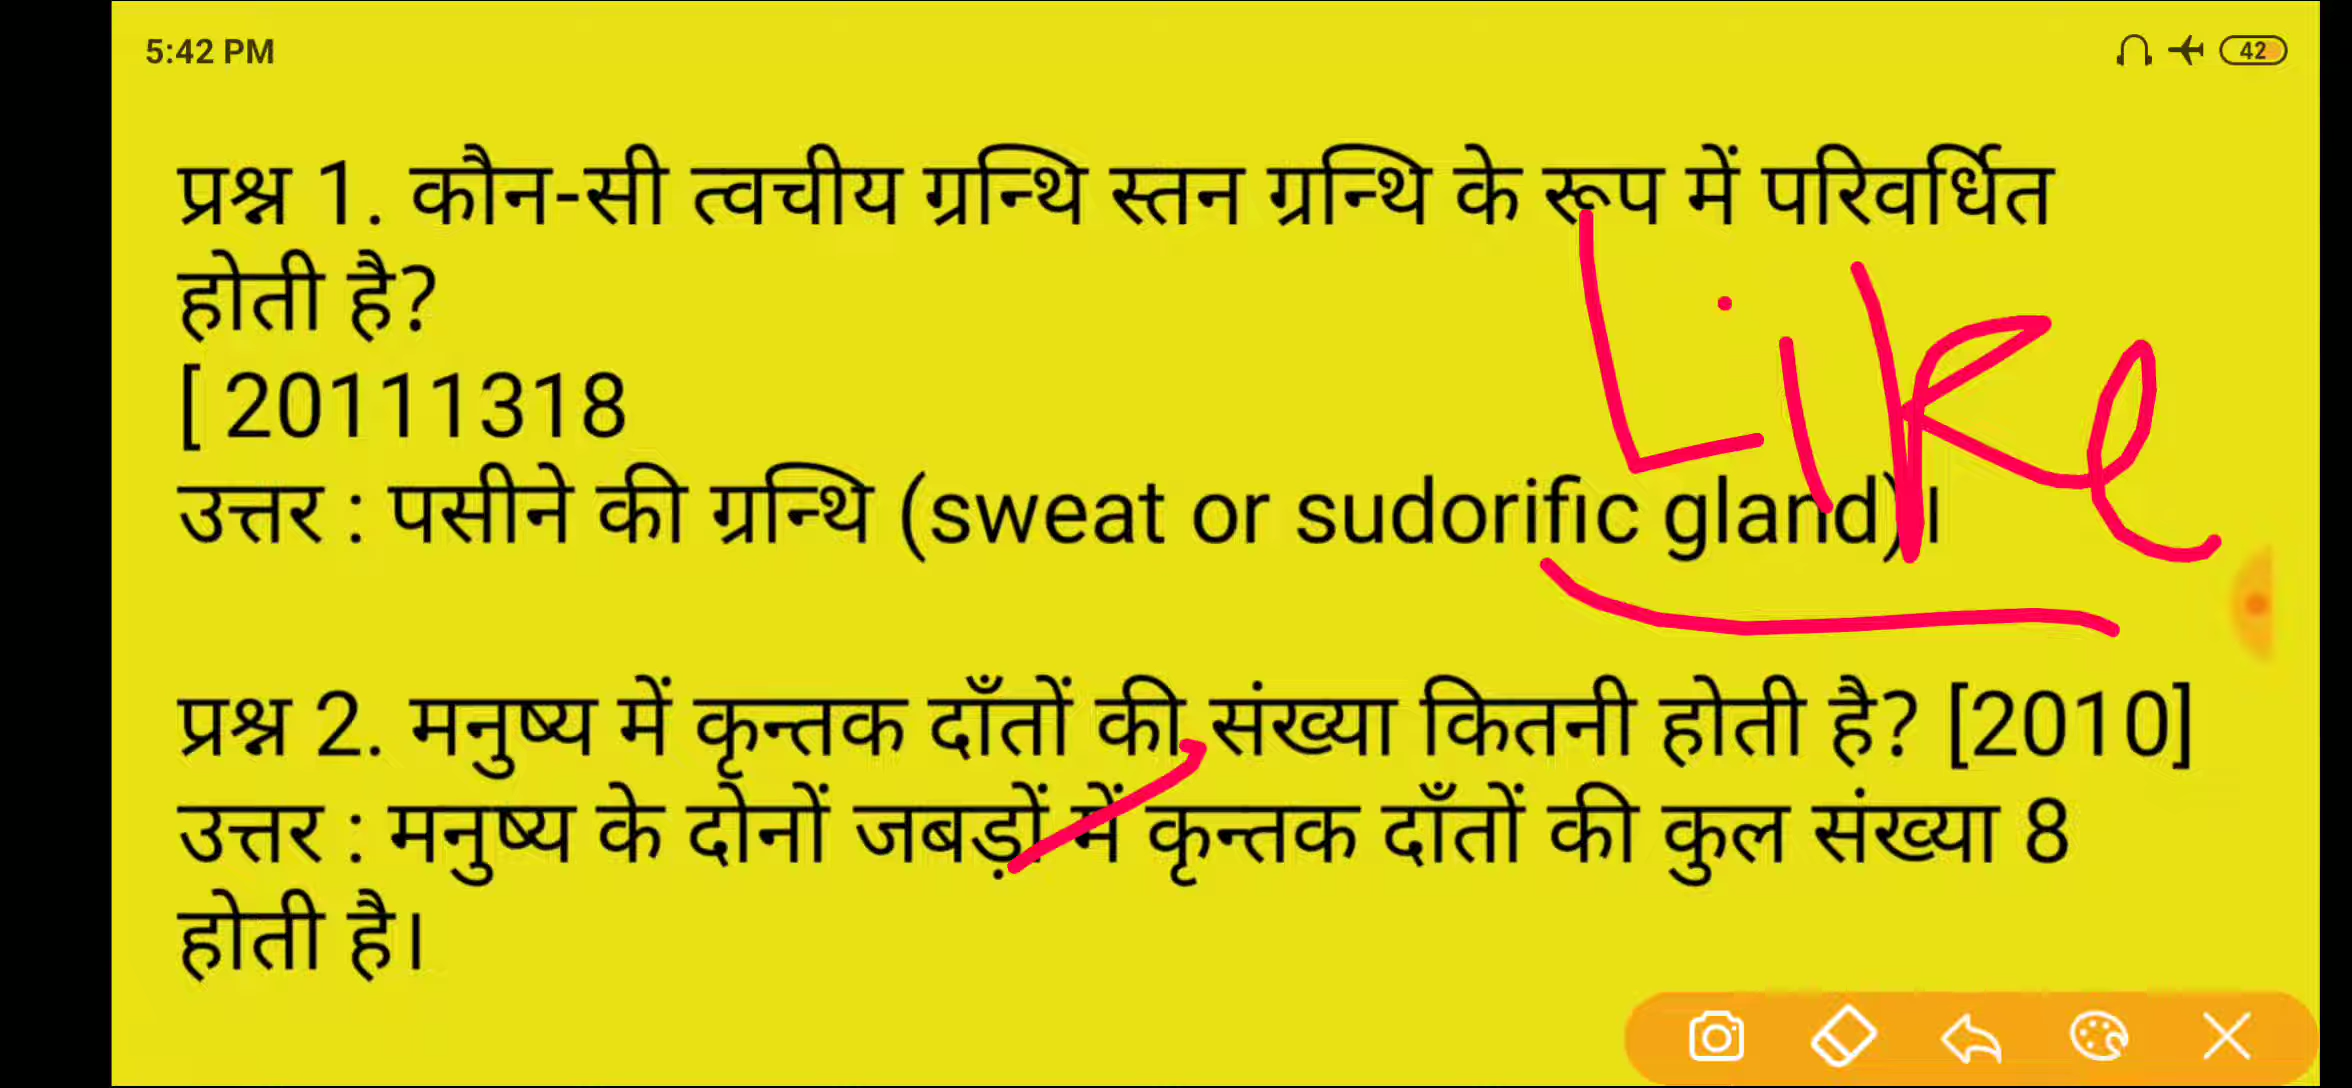 5:42 PM
42
प्रश्न 1. कौन-सी त्वचीय ग्रन्थि स्तन ग्रन्थि के रूप में परिवर्धित
होती है?
[ 20111318
Like
उत्तर : पसीने की ग्रन्थि (sweat or sudorific gland)।
प्रश्न 2. मनुष्य में कृन्तक दाँतों की संख्या कितनी होती है? [2010]
उत्तर : मनुष्य के दोनों जबड़ों में कृन्तक दाँतों की कुल संख्या 8
होती है।